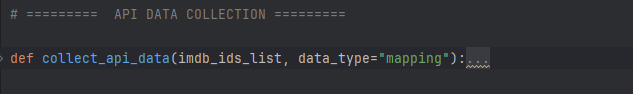 # =========  API DATA COLLECTION =========
def collect_api_data(imdb_ids_list, data_type="mapping"):...